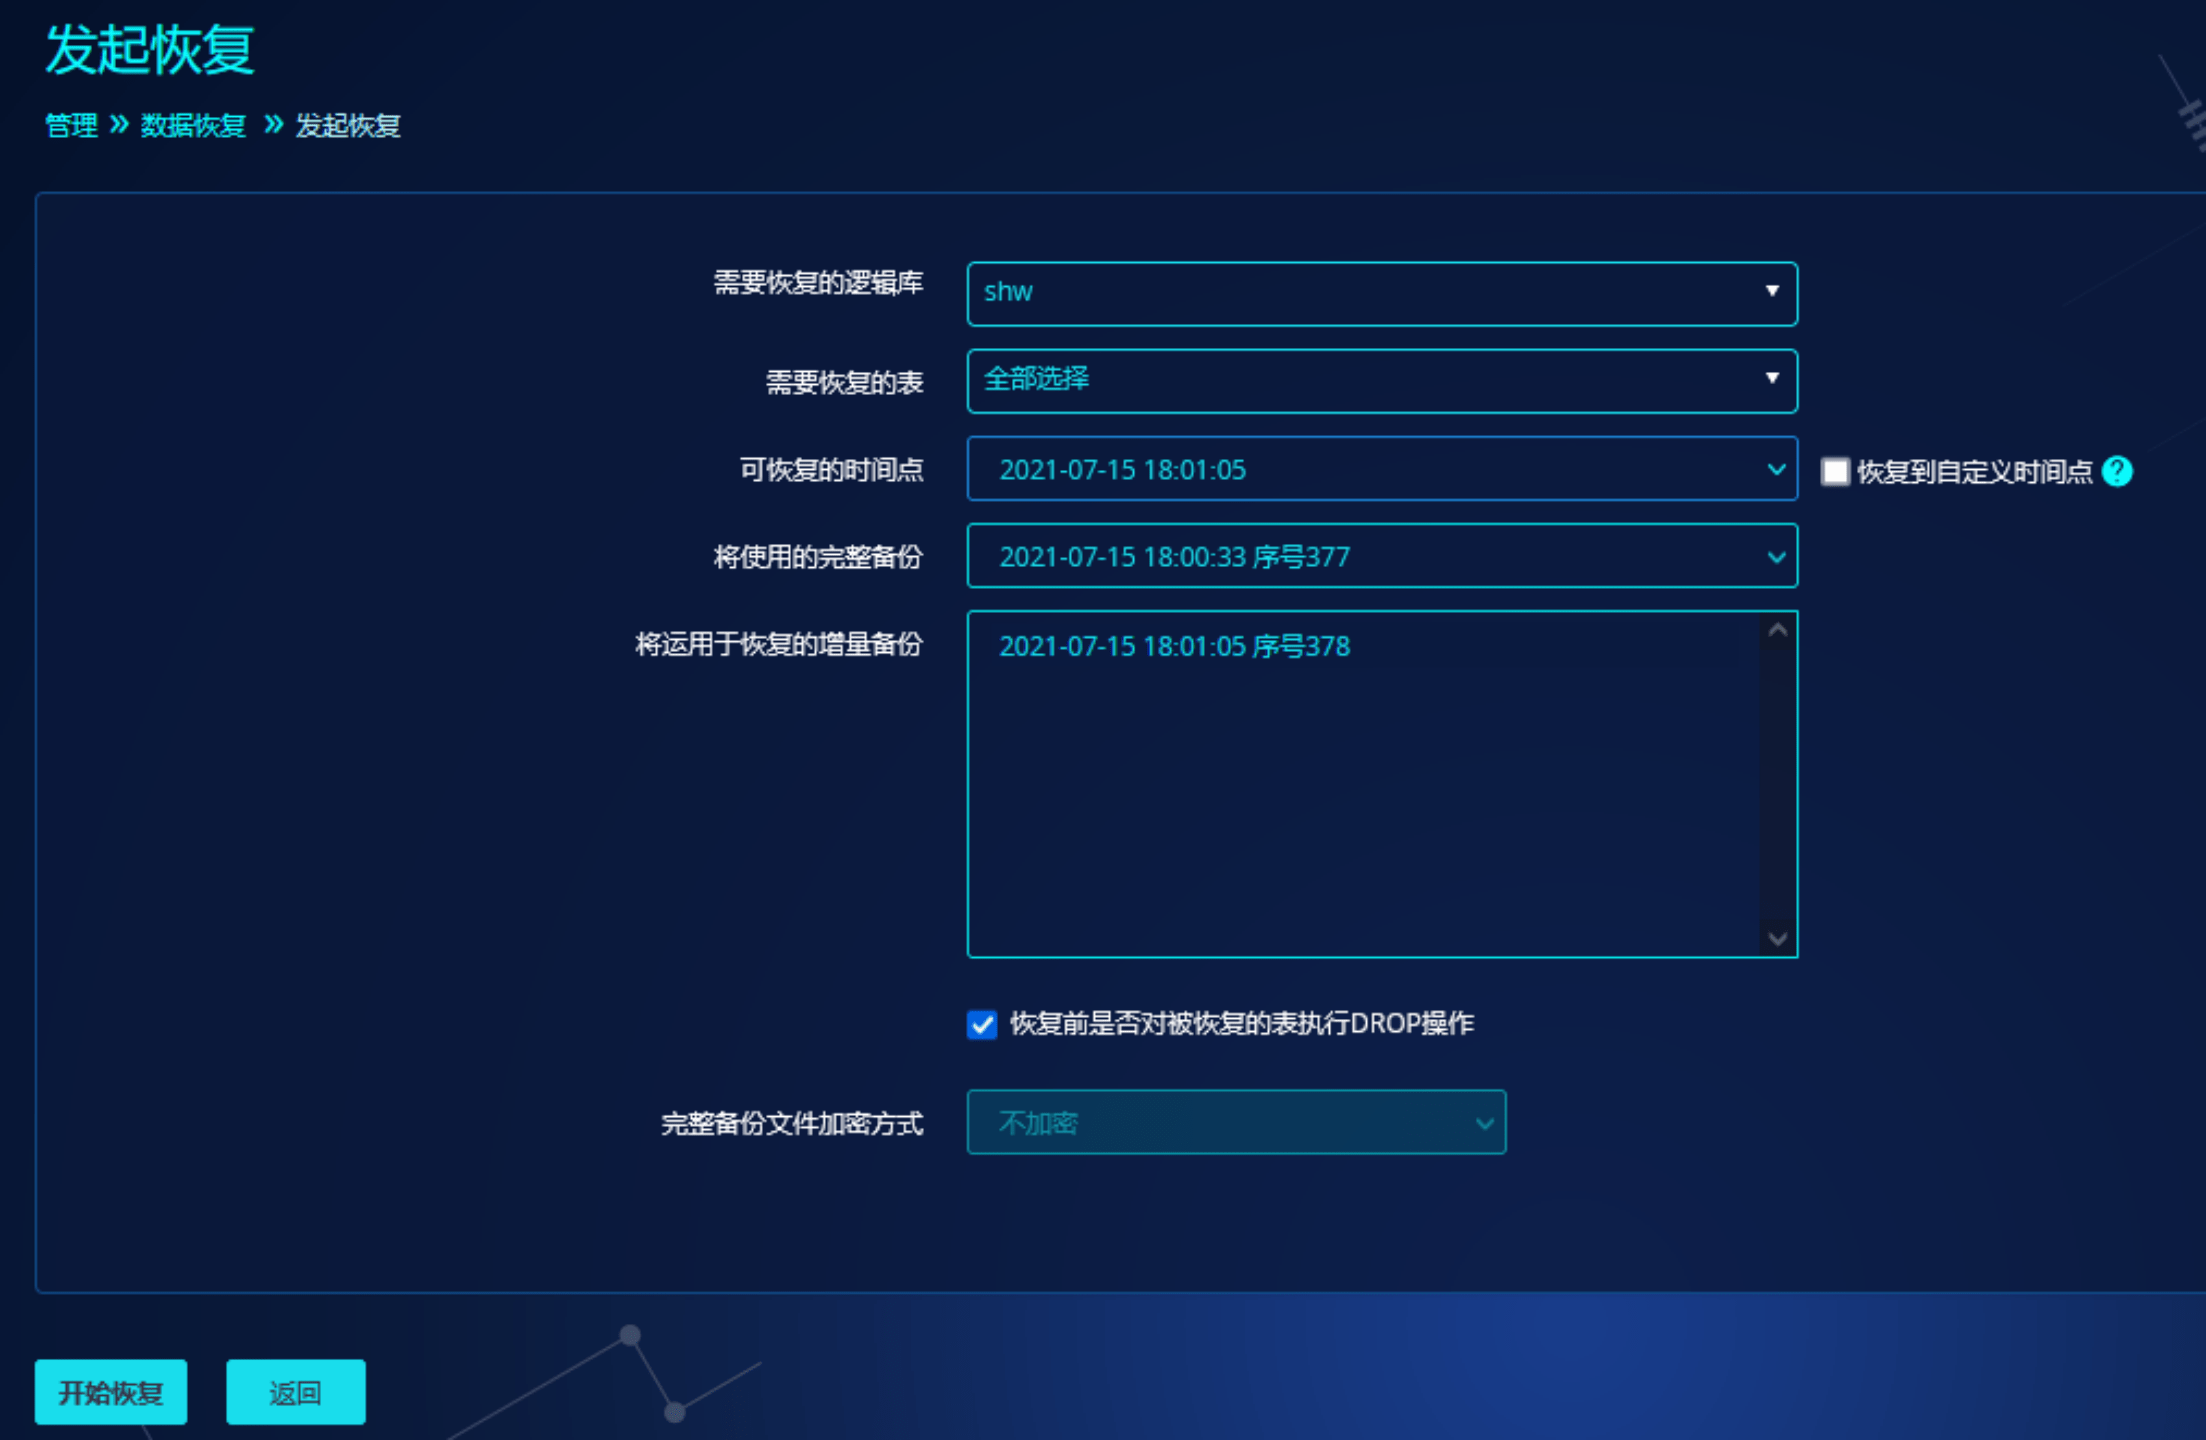 发起恢复
管理 » 数据恢复 » 发起恢复
需要恢复的逻辑库 shw
需要恢复的表 全部选择
可恢复的时间点 2021-07-15 18:01:05 恢复到自定义时间点 ?
将使用的完整备份 2021-07-15 18:00:33 序号377
将运用于恢复的增量备份 2021-07-15 18:01:05 序号378
恢复前是否对被恢复的表执行DROP操作
完整备份文件加密方式 不加密
开始恢复 返回